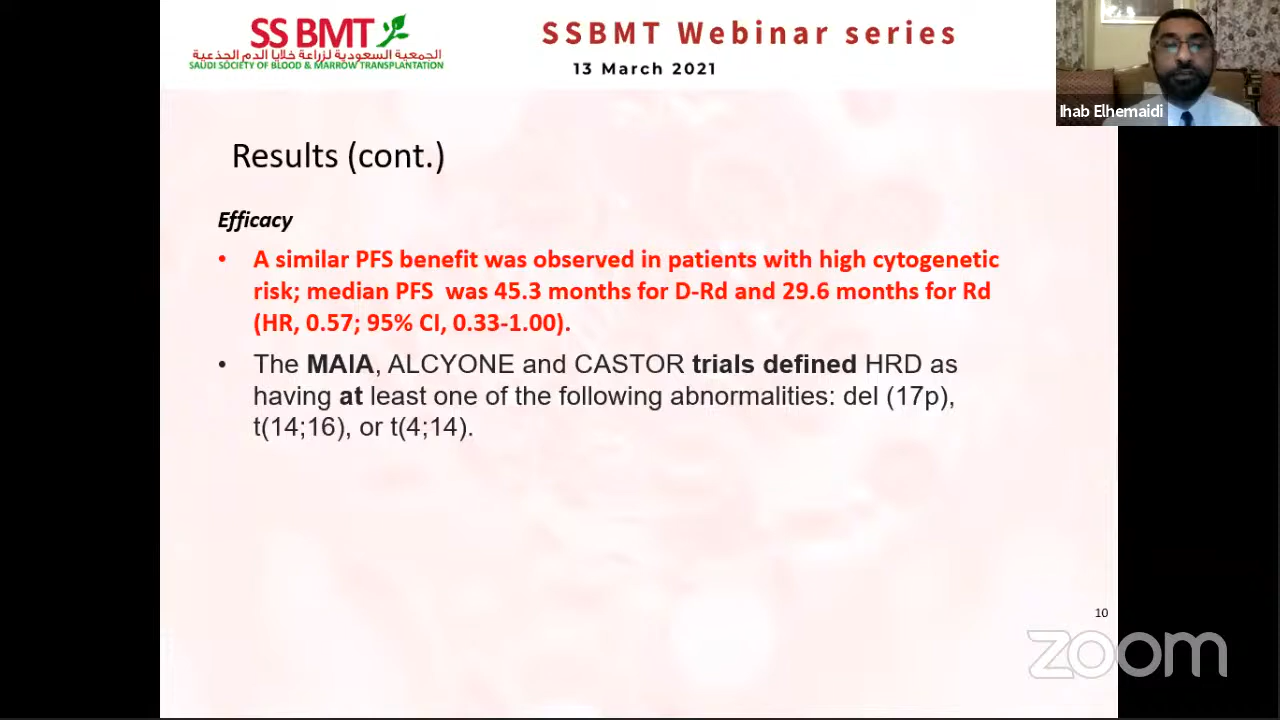 SS BMT
الجمعية السعودية لزراعة خلايا الدم الجذعية
SAUDI SOCIETY OF BLOOD & MARROW TRANSPLANTATION
SSBMT Webinar series
13 March 2021
Ihab Elhemaidi
Results (cont.)
Efficacy
• A similar PFS benefit was observed in patients with high cytogenetic
risk; median PFS was 45.3 months for D-Rd and 29.6 months for Rd
(HR, 0.57; 95% CI, 0.33-1.00).
• The MAIA, ALCYONE and CASTOR trials defined HRD as
having at least one of the following abnormalities: del (17p),
t(14;16), or t(4;14).
10
zoom